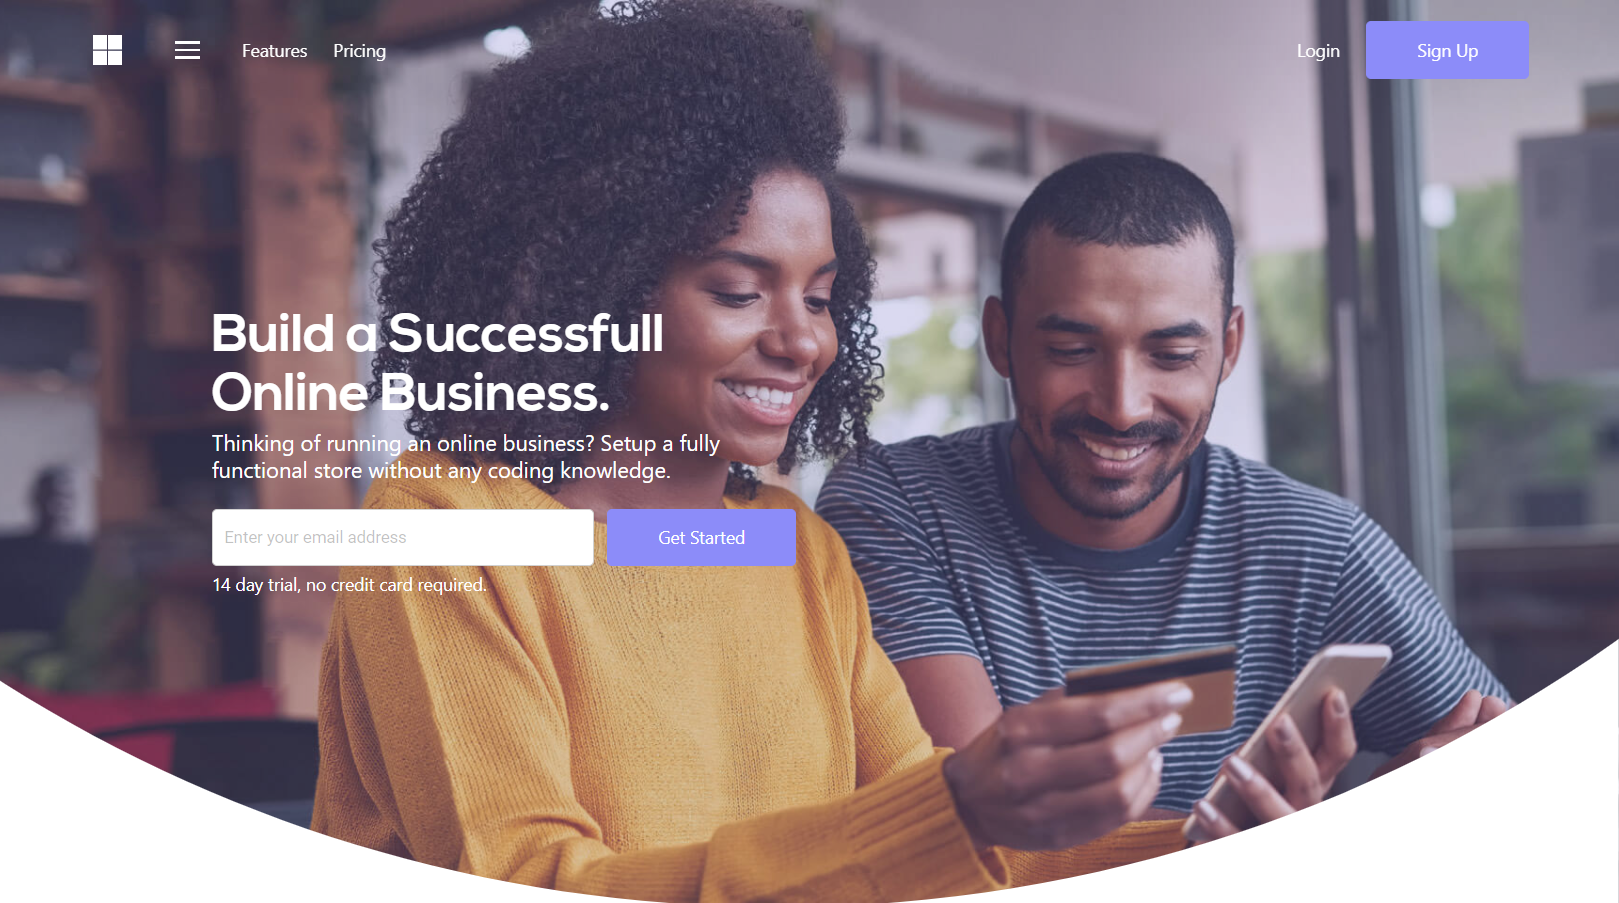 Features Pricing Login Sign Up
Build a Successfull
Online Business.
Thinking of running an online business? Setup a fully
functional store without any coding knowledge.
Enter your email address Get Started
14 day trial, no credit card required.